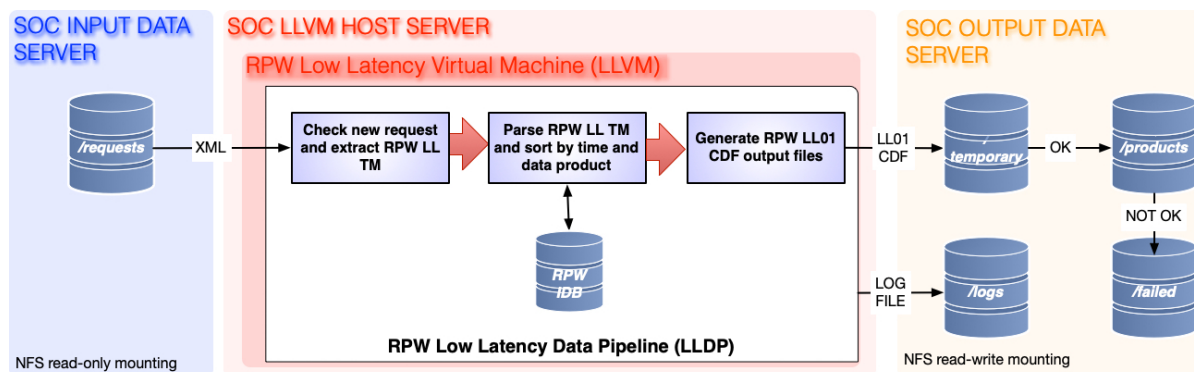 SOC INPUT DATA
SERVER
/requests
NFS read-only mounting
XML
SOC LLVM HOST SERVER
RPW Low Latency Virtual Machine (LLVM)
Check new request
and extract RPW LL
TM
Parse RPW LL TM
and sort by time and
data product
Generate RPW LL01
CDF output files
RPW
IDB
RPW Low Latency Data Pipeline (LLDP)
LL01
CDF
LOG
FILE
SOC OUTPUT DATA
SERVER
/
temporary
OK
/products
NOT OK
/logs
/failed
NFS read-write mounting